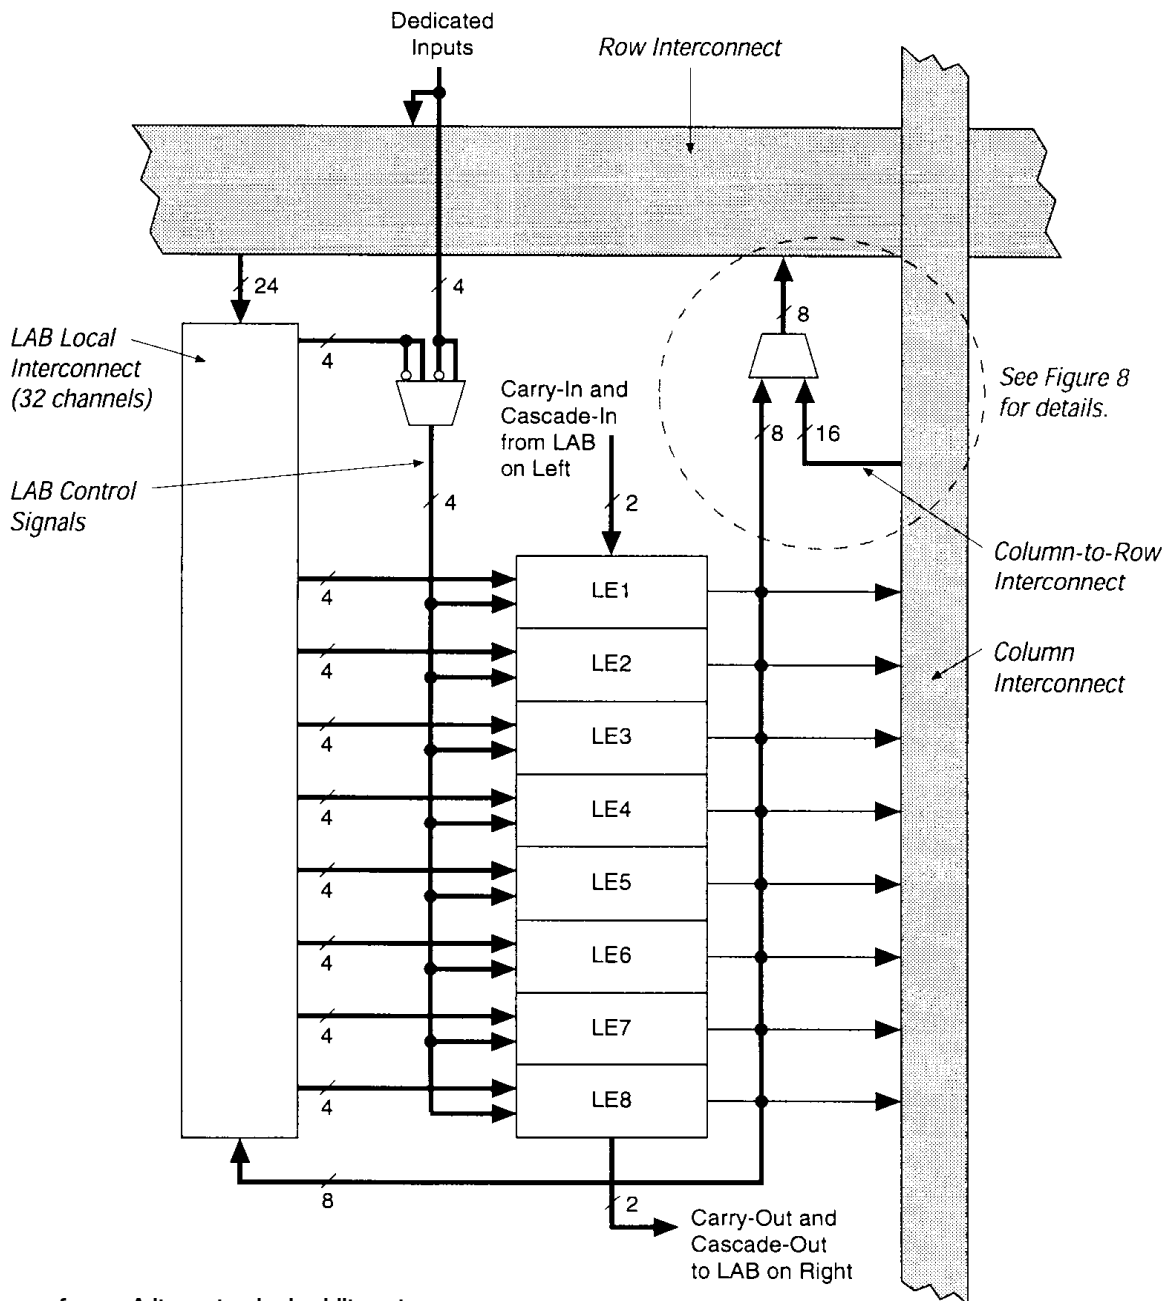 Dedicated
Inputs
Row Interconnect
24
4
8
LAB Local
Interconnect
(32 channels)
4
See Figure 8
for details.
Carry-In and
Cascade-In
from LAB
on Left
8
16
LAB Control
Signals
4
2
Column-to-Row
Interconnect
4
LE1
4
LE2
Column
Interconnect
4
LE3
4
LE4
4
LE5
4
LE6
4
LE7
4
LE8
8
2
Carry-Out and
Cascade-Out
to LAB on Right